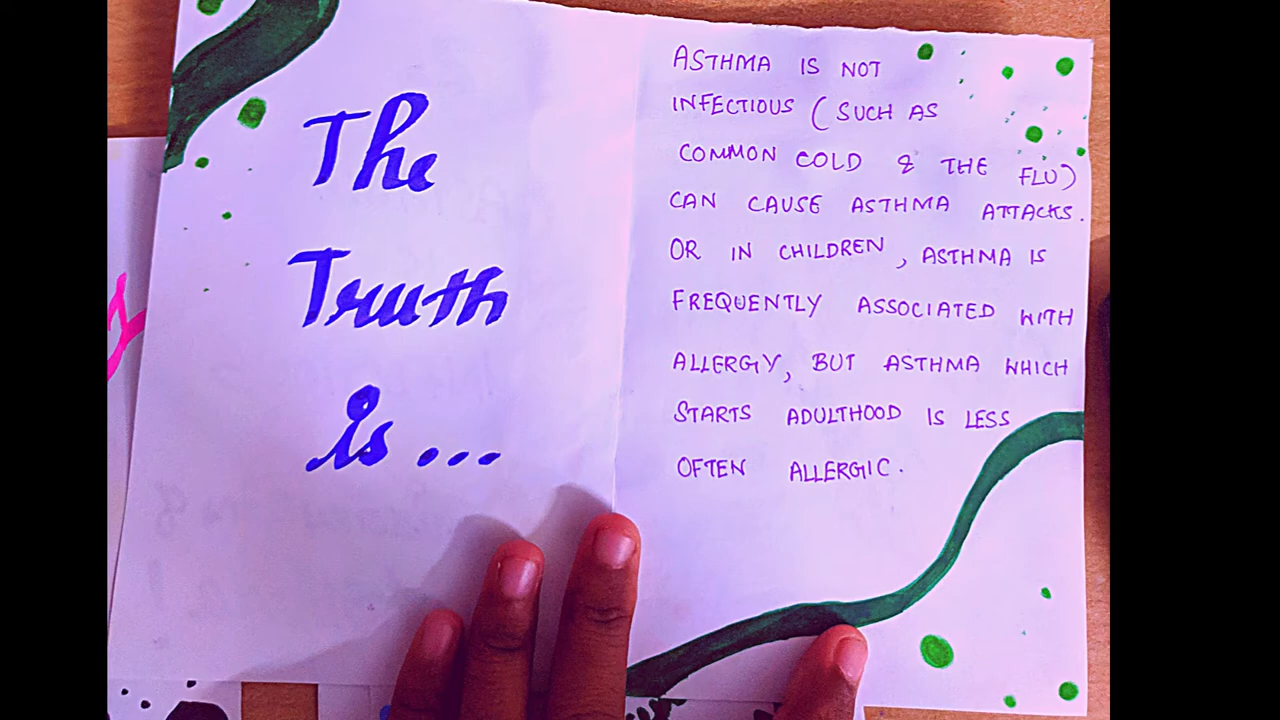 The
Truth
is...
ASTHMA IS NOT
INFECTIOUS (SUCH AS
COMMON COLD & THE FLU)
CAN CAUSE ASTHMA ATTACKS.
OR IN CHILDREN, ASTHMA IS
FREQUENTLY ASSOCIATED WITH
ALLERGY, BUT ASTHMA WHICH
STARTS ADULTHOOD IS LESS
OFTEN ALLERGIC.